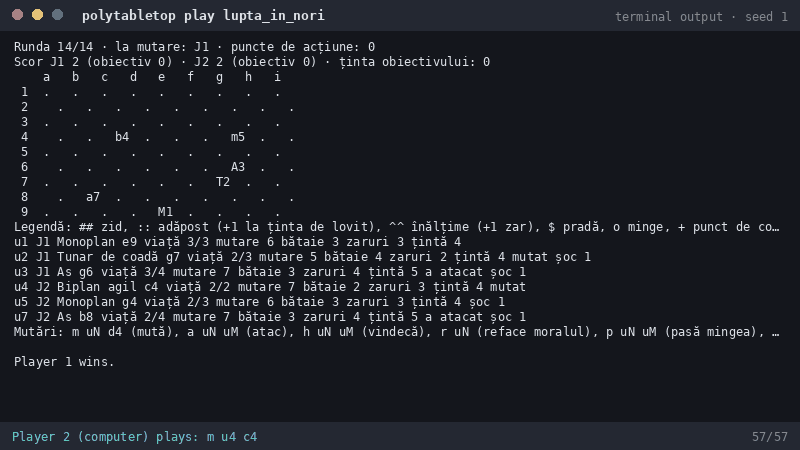 polytabletop play lupta_in_nori
terminal output · seed 1
Runda 14/14 · la mutare: J1 · puncte de acțiune: 0
Scor J1 2 (obiectiv 0) · J2 2 (obiectiv 0) · ținta obiectivului: 0
a b c d e f g h i
1 . . . . . . . . .
2 . . . . . . . . .
3 . . . . . . . . .
4 . . b4 . . . m5 . .
5 . . . . . . . . .
6 . . . . . . A3 . .
7 . . . . . . T2 . .
8 . a7 . . . . . . .
9 . . . . M1 . . . .
Legendă: ## zid, :: adăpost (+1 la ținta de lovit), ^^ înălțime (+1 zar), $ pradă, o minge, + punct de co…
u1 J1 Monoplan e9 viață 3/3 mutare 6 bătaie 3 zaruri 3 țintă 4
u2 J1 Tunar de coadă g7 viață 2/3 mutare 5 bătaie 4 zaruri 2 țintă 4 mutat șoc 1
u3 J1 As g6 viață 3/4 mutare 7 bătaie 3 zaruri 4 țintă 5 a atacat șoc 1
u4 J2 Biplan agil c4 viață 2/2 mutare 7 bătaie 2 zaruri 3 țintă 4 mutat
u5 J2 Monoplan g4 viață 2/3 mutare 6 bătaie 3 zaruri 3 țintă 4 șoc 1
u7 J2 As b8 viață 2/4 mutare 7 bătaie 3 zaruri 4 țintă 5 a atacat șoc 1
Mutări: m uN d4 (mută), a uN uM (atac), h uN uM (vindecă), r uN (reface moralul), p uN uM (pasă mingea), …
Player 1 wins.
Player 2 (computer) plays: m u4 c4
57/57